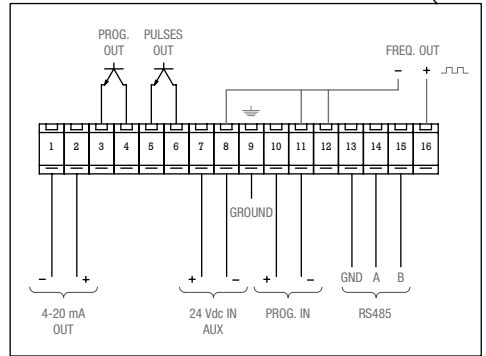 PROG. OUT PULSES OUT
FREQ. OUT
- +
1 2 3 4 5 6 7 8 9 10 11 12 13 14 15 16
GROUND
GND A B
- + + - + -
4-20 mA OUT
24 Vdc IN AUX
PROG. IN
RS485